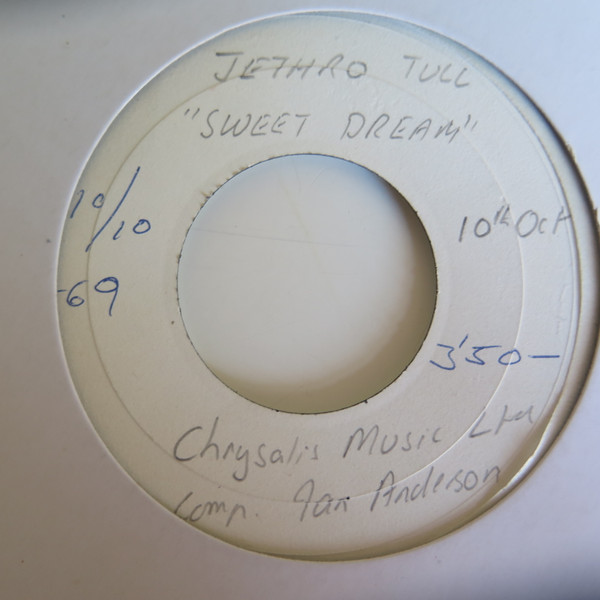 JETHRO TULL
"SWEET DREAM"
10/10
-69
10th Oct
3'50—
Chrysalis Music Ltd
Comp. Ian Anderson